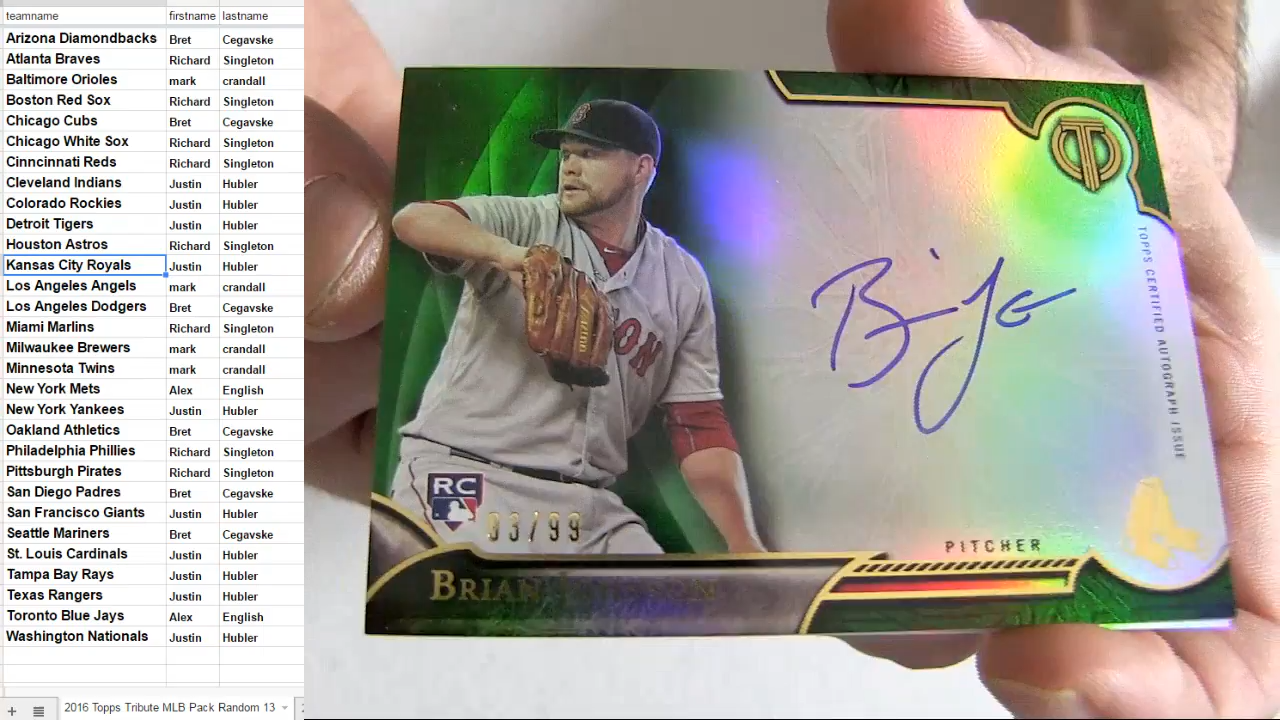 teamname firstname lastname
Arizona Diamondbacks Bret Cegavske
Atlanta Braves Richard Singleton
Baltimore Orioles mark crandall
Boston Red Sox Richard Singleton
Chicago Cubs Bret Cegavske
Chicago White Sox Richard Singleton
Cinncinnati Reds Richard Singleton
Cleveland Indians Justin Hubler
Colorado Rockies Justin Hubler
Detroit Tigers Justin Hubler
Houston Astros Richard Singleton
Kansas City Royals Justin Hubler
Los Angeles Angels mark crandall
Los Angeles Dodgers Bret Cegavske
Miami Marlins Richard Singleton
Milwaukee Brewers mark crandall
Minnesota Twins mark crandall
New York Mets Alex English
New York Yankees Justin Hubler
Oakland Athletics Bret Cegavske
Philadelphia Phillies Richard Singleton
Pittsburgh Pirates Richard Singleton
San Diego Padres Bret Cegavske
San Francisco Giants Justin Hubler
Seattle Mariners Bret Cegavske
St. Louis Cardinals Justin Hubler
Tampa Bay Rays Justin Hubler
Texas Rangers Justin Hubler
Toronto Blue Jays Alex English
Washington Nationals Justin Hubler
2016 Topps Tribute MLB Pack Random 13
TOPPS CERTIFIED AUTOGRAPH ISSUE
RC
33/99
PITCHER
BRIAN